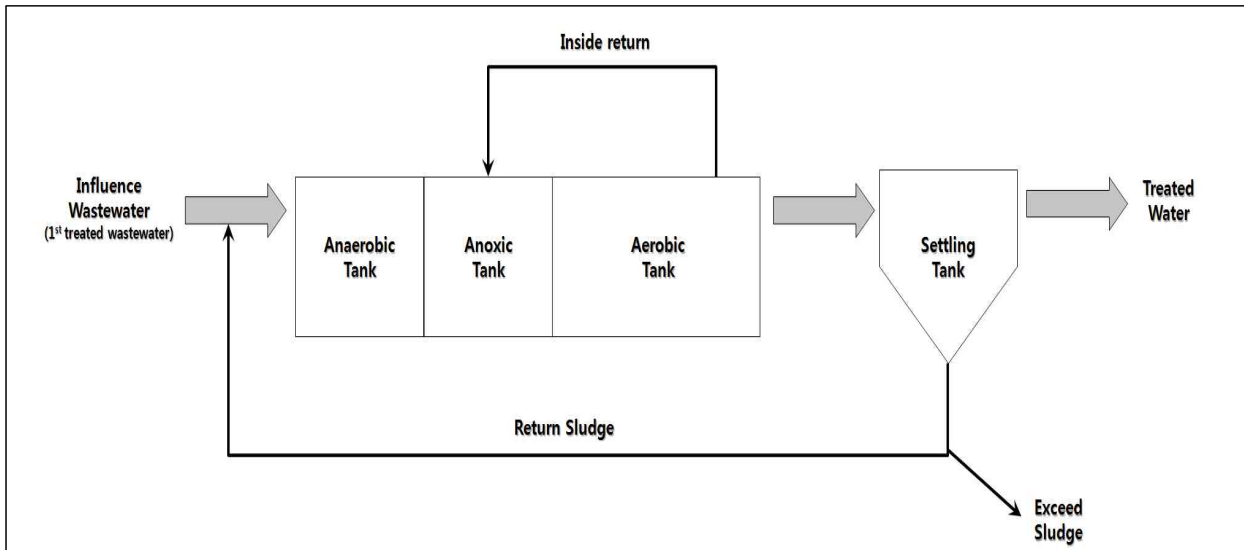 Inside return
Influence
Wastewater
(1st treated wastewater)
Anaerobic
Tank
Anoxic
Tank
Aerobic
Tank
Settling
Tank
Treated
Water
Return Sludge
Exceed
Sludge